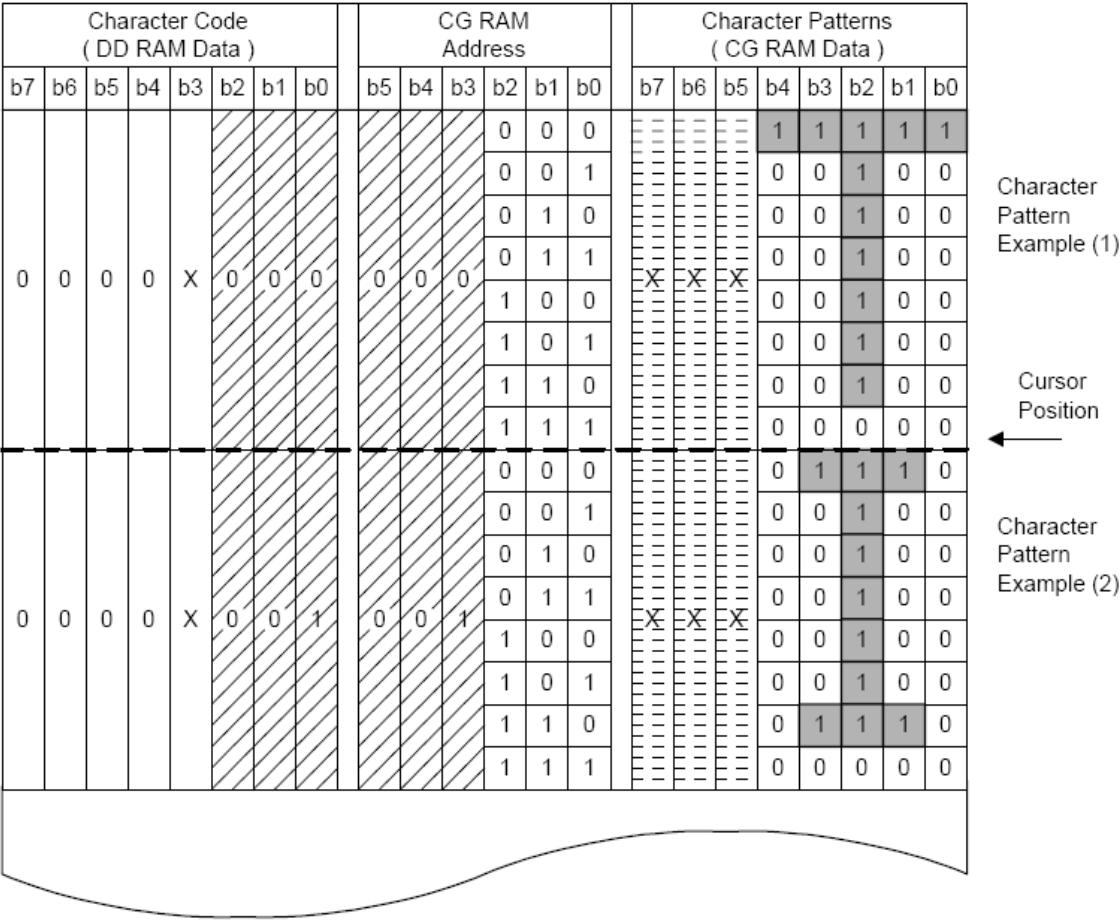 Character Code CG RAM Character Patterns
( DD RAM Data ) Address ( CG RAM Data )
b7 b6 b5 b4 b3 b2 b1 b0 b5 b4 b3 b2 b1 b0 b7 b6 b5 b4 b3 b2 b1 b0
0 0 0 1 1 1 1 1
0 0 1 0 0 1 0 0
Character
0 1 0 0 0 1 0 0
Pattern
Example (1)
0 1 1 0 0 1 0 0
0 0 0 0 X 0 0 0 0 0 0 X X X
1 0 0 0 0 1 0 0
1 0 1 0 0 1 0 0
1 1 0 0 0 1 0 0
Cursor
Position
1 1 1 0 0 0 0 0
0 0 0 0 1 1 1 0
0 0 1 0 0 1 0 0
Character
0 1 0 0 0 1 0 0
Pattern
Example (2)
0 1 1 0 0 1 0 0
0 0 0 0 X 0 0 1 0 0 1 X X X
1 0 0 0 0 1 0 0
1 0 1 0 0 1 0 0
1 1 0 0 1 1 1 0
1 1 1 0 0 0 0 0